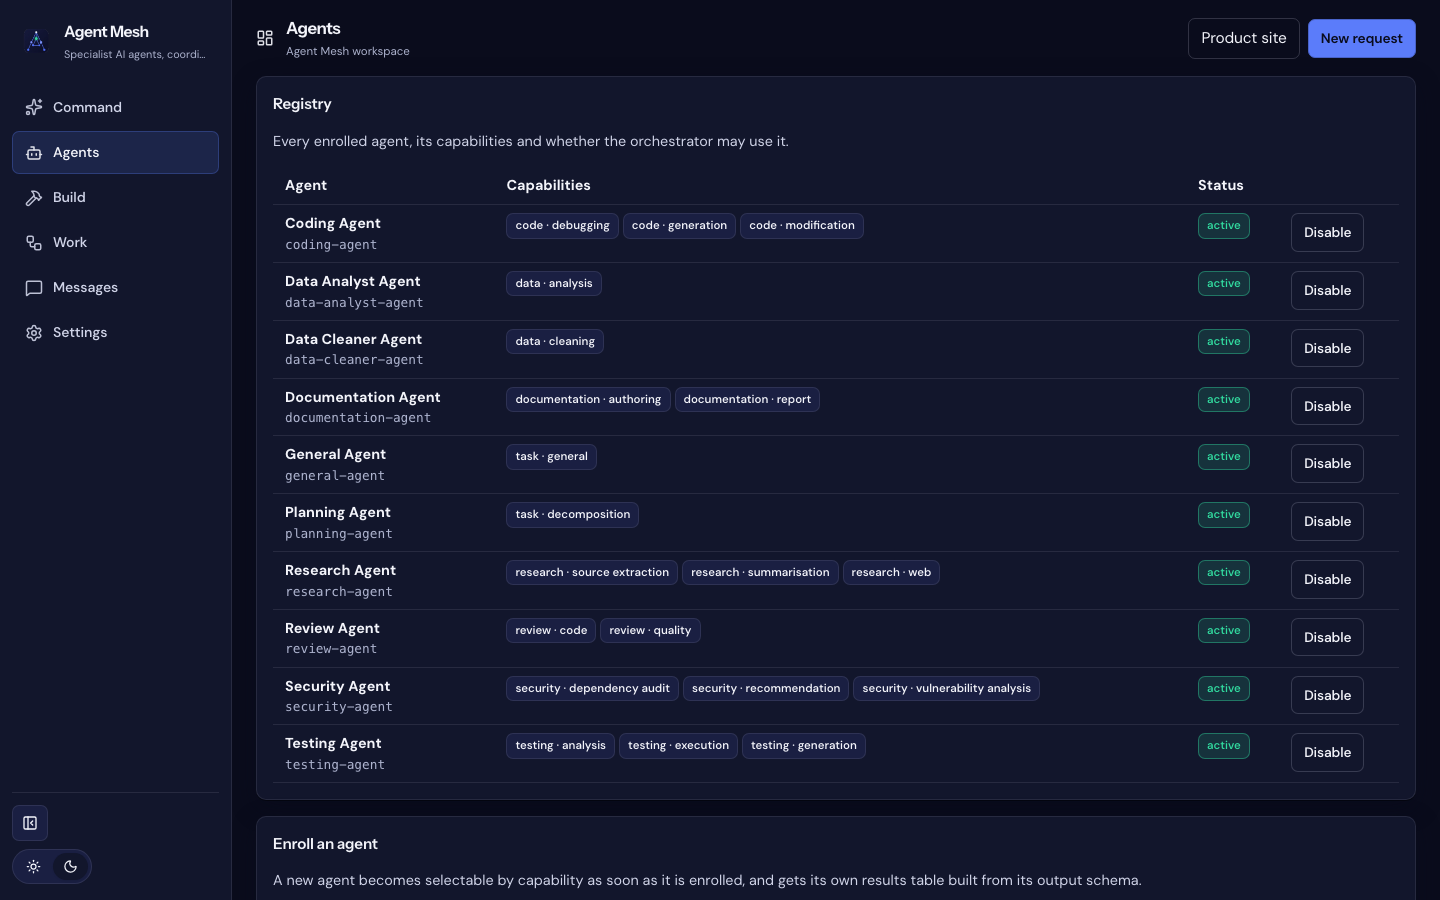 Agent Mesh
Specialist AI agents, coordi...
Command
Agents
Build
Work
Messages
Settings
Agents
Agent Mesh workspace
Product site
New request
Registry
Every enrolled agent, its capabilities and whether the orchestrator may use it.
Agent Capabilities Status
Coding Agent
coding-agent
code · debugging code · generation code · modification active Disable
Data Analyst Agent
data-analyst-agent
data · analysis active Disable
Data Cleaner Agent
data-cleaner-agent
data · cleaning active Disable
Documentation Agent
documentation-agent
documentation · authoring documentation · report active Disable
General Agent
general-agent
task · general active Disable
Planning Agent
planning-agent
task · decomposition active Disable
Research Agent
research-agent
research · source extraction research · summarisation research · web active Disable
Review Agent
review-agent
review · code review · quality active Disable
Security Agent
security-agent
security · dependency audit security · recommendation security · vulnerability analysis active Disable
Testing Agent
testing-agent
testing · analysis testing · execution testing · generation active Disable
Enroll an agent
A new agent becomes selectable by capability as soon as it is enrolled, and gets its own results table built from its output schema.